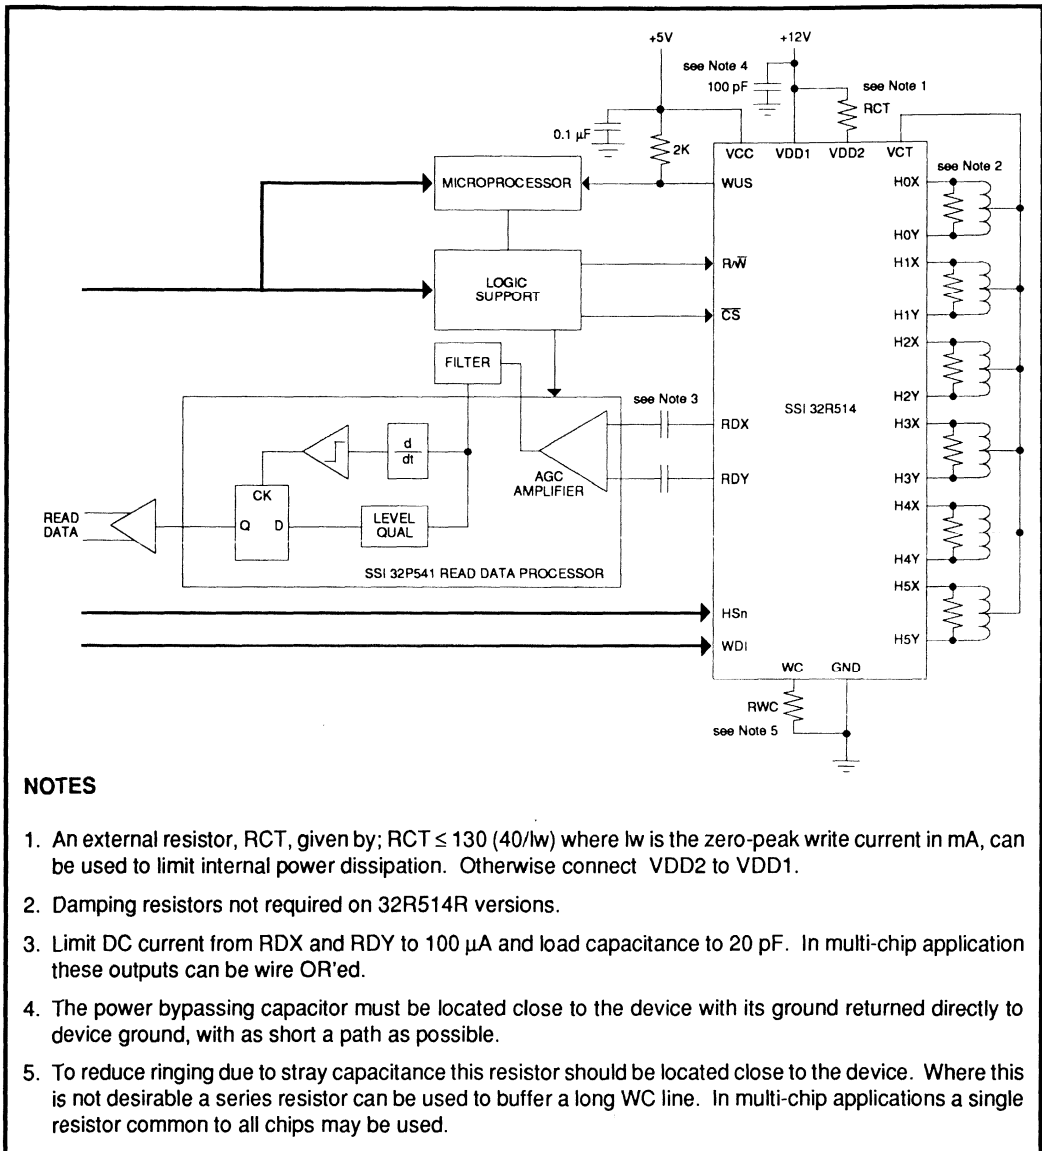 +5V
+12V
see Note 4
100 pF
see Note 1
RCT
0.1 µF
2K
VCC VDD1 VDD2 VCT
see Note 2
MICROPROCESSOR
WUS
H0X
H0Y
LOGIC
SUPPORT
R/W̅
C̅S̅
H1X
H1Y
FILTER
H2X
H2Y
see Note 3
SSI 32R514
RDX
RDY
H3X
H3Y
d
dt
AGC
AMPLIFIER
CK
Q D
LEVEL
QUAL
READ
DATA
H4X
H4Y
SSI 32P541 READ DATA PROCESSOR
H5X
H5Y
HSn
WDI
WC GND
RWC
see Note 5
NOTES
1. An external resistor, RCT, given by; RCT ≤ 130 (40/Iw) where Iw is the zero-peak write current in mA, can
be used to limit internal power dissipation. Otherwise connect VDD2 to VDD1.
2. Damping resistors not required on 32R514R versions.
3. Limit DC current from RDX and RDY to 100 µA and load capacitance to 20 pF. In multi-chip application
these outputs can be wire OR'ed.
4. The power bypassing capacitor must be located close to the device with its ground returned directly to
device ground, with as short a path as possible.
5. To reduce ringing due to stray capacitance this resistor should be located close to the device. Where this
is not desirable a series resistor can be used to buffer a long WC line. In multi-chip applications a single
resistor common to all chips may be used.